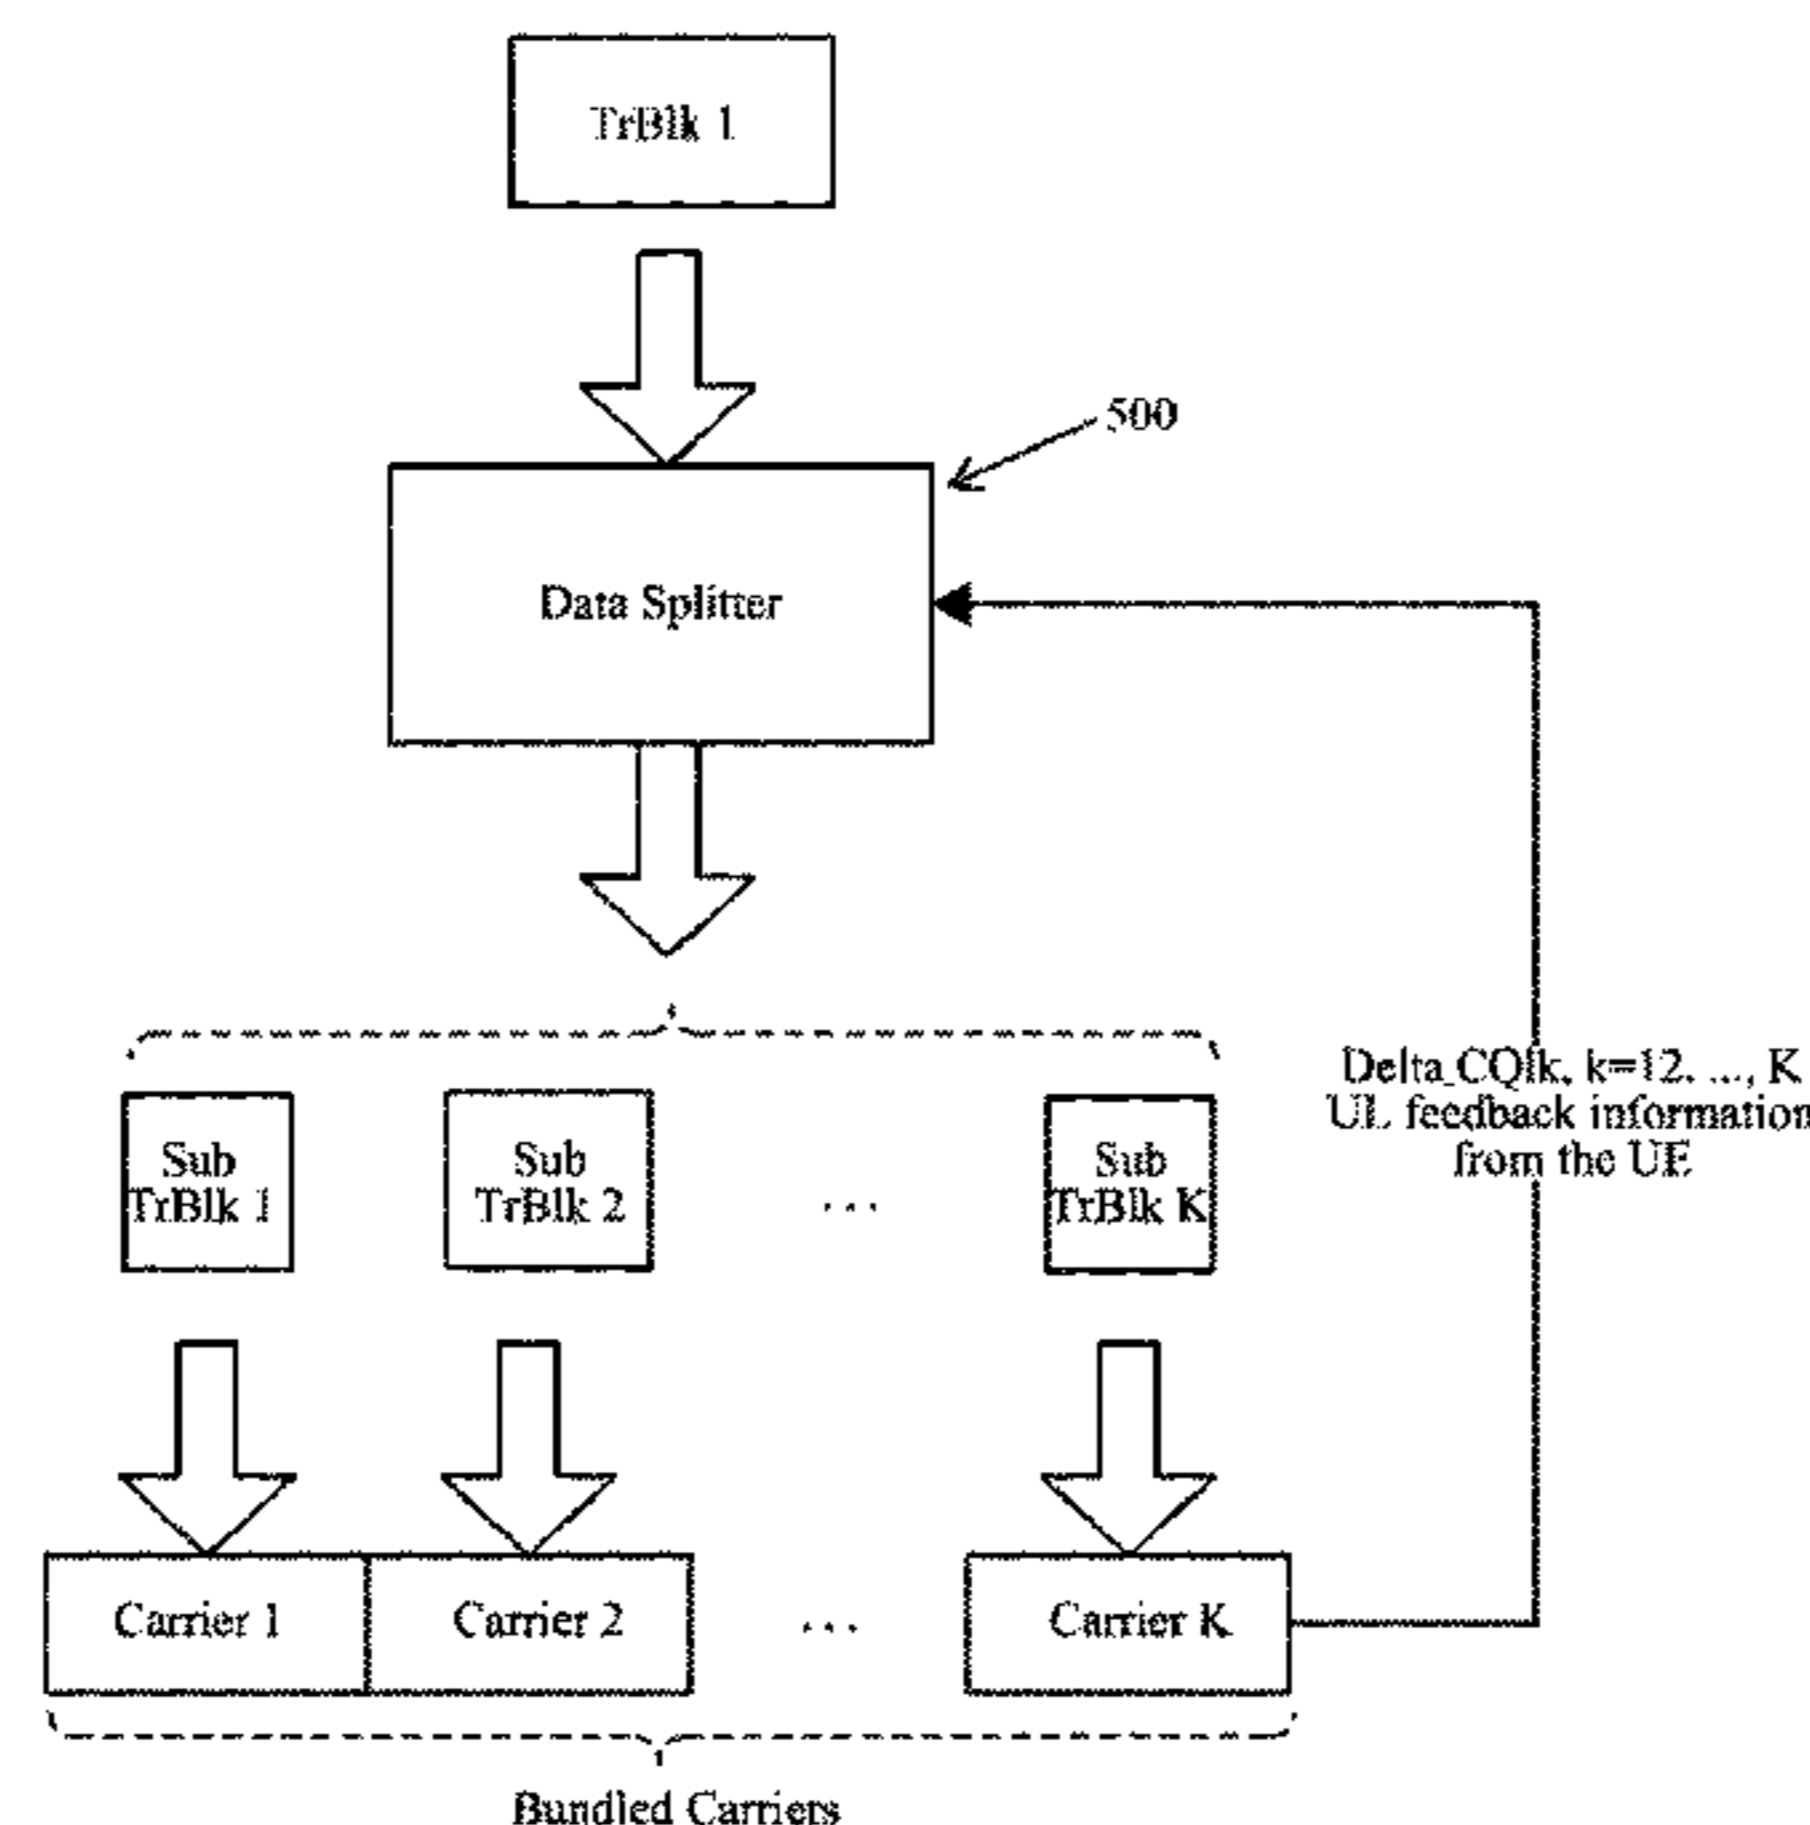 TrBlk 1
500
Data Splitter
Delta_CQIk, k=12, ..., K
UL feedback information
from the UE
Sub
TrBlk 1
Sub
TrBlk 2
...
Sub
TrBlk K
Carrier 1
Carrier 2
...
Carrier K
Bundled Carriers